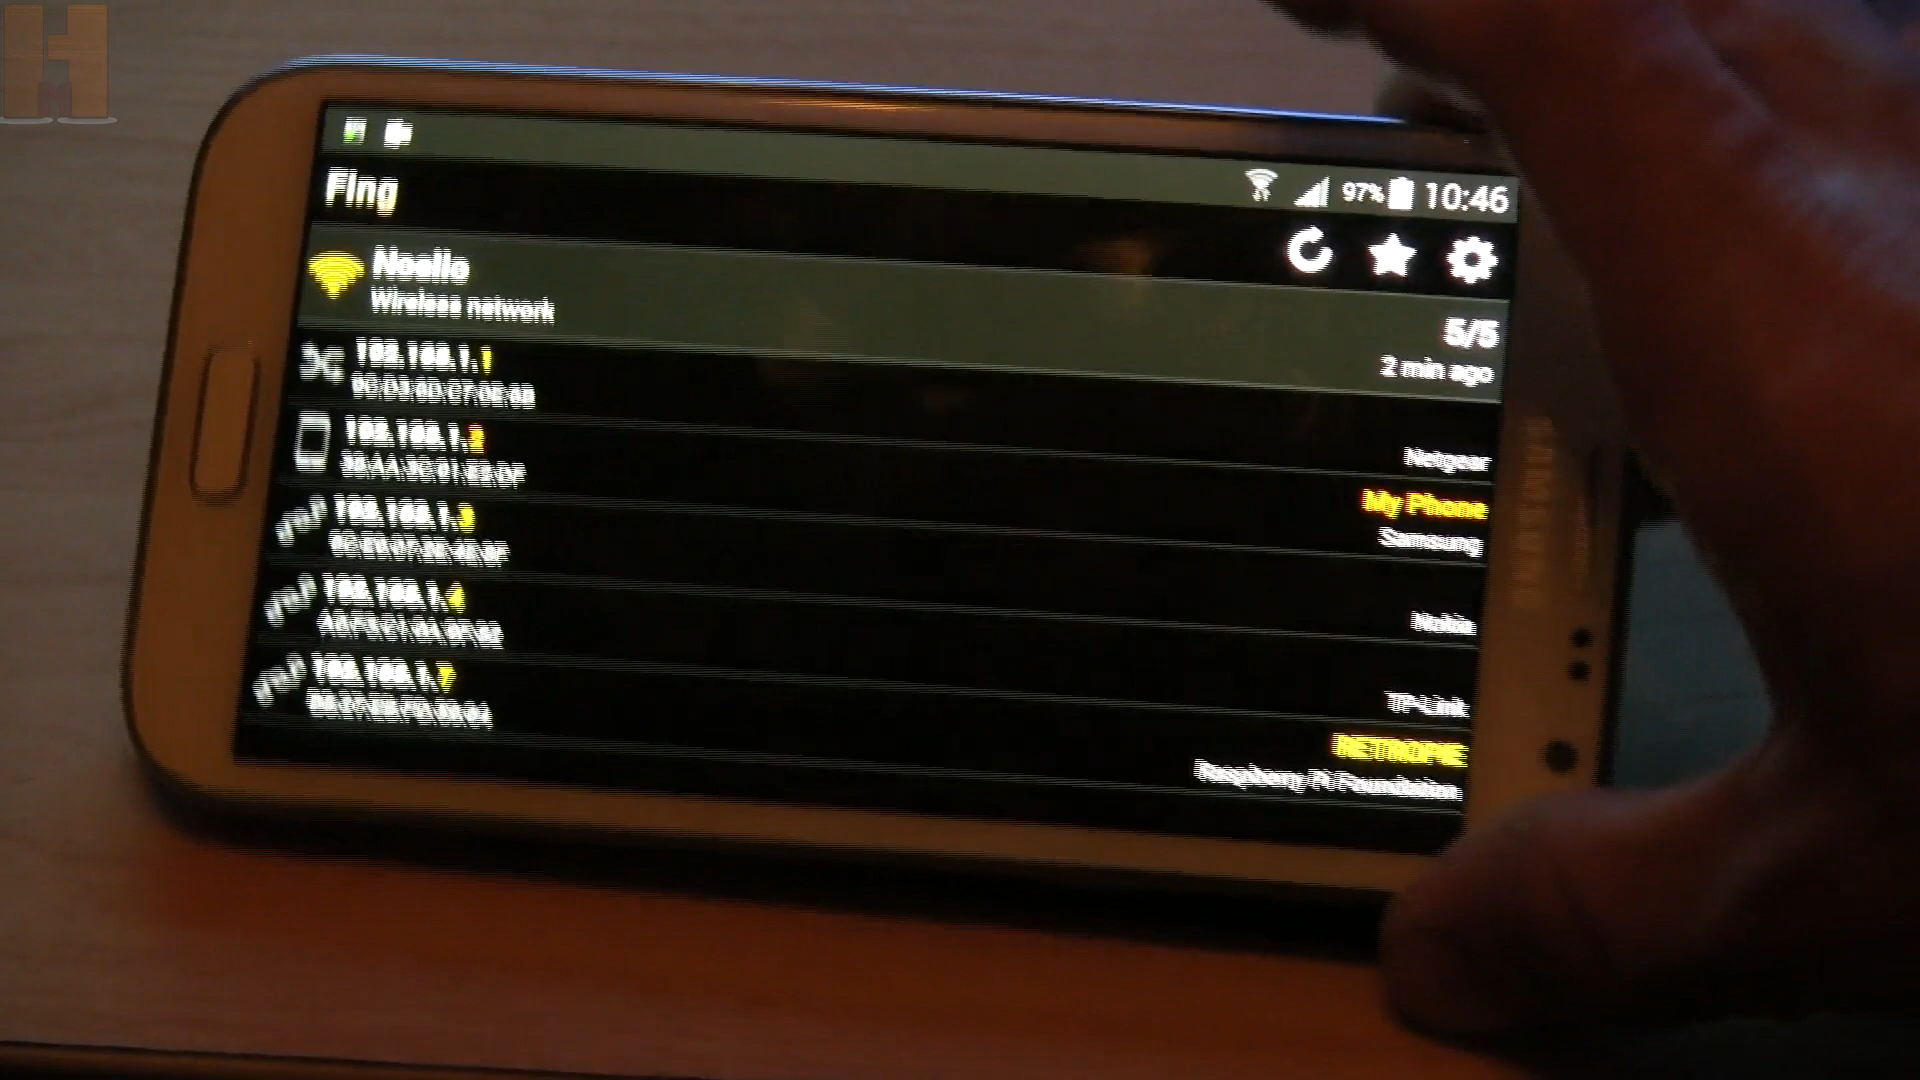 97% 10:46
Fing
Noello
Wireless network
5/5
2 min ago
192.168.1.1
Netgear
192.168.1.2
My Phone
Samsung
192.168.1.3
Nokia
192.168.1.4
TP-Link
192.168.1.7
RETROPIE
Raspberry Pi Foundation
SAMSUNG